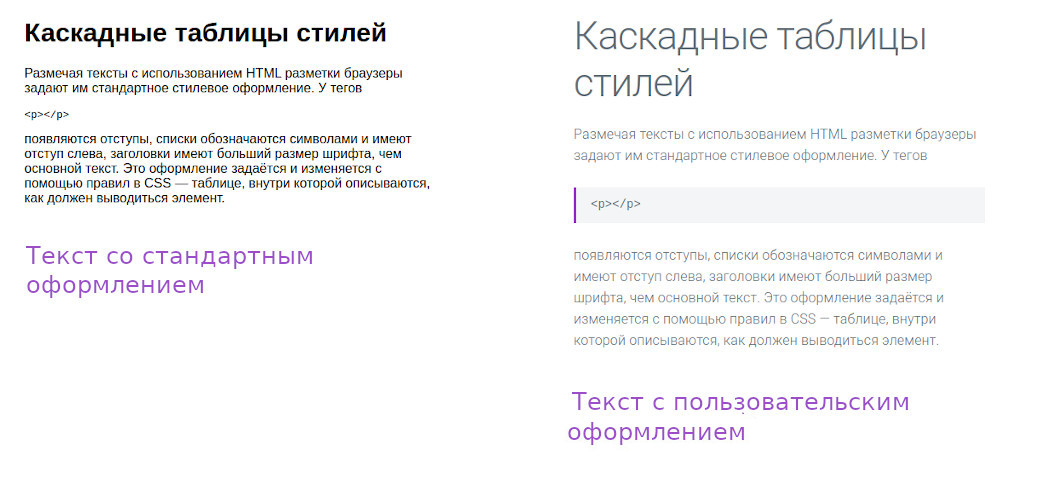 Каскадные таблицы стилей
Размечая тексты с использованием HTML разметки браузеры
задают им стандартное стилевое оформление. У тегов
<p></p>
появляются отступы, списки обозначаются символами и имеют
отступ слева, заголовки имеют больший размер шрифта, чем
основной текст. Это оформление задаётся и изменяется с
помощью правил в CSS — таблице, внутри которой описываются,
как должен выводиться элемент.
Текст со стандартным
оформлением
Каскадные таблицы
стилей
Размечая тексты с использованием HTML разметки браузеры
задают им стандартное стилевое оформление. У тегов
<p></p>
появляются отступы, списки обозначаются символами и
имеют отступ слева, заголовки имеют больший размер
шрифта, чем основной текст. Это оформление задаётся и
изменяется с помощью правил в CSS — таблице, внутри
которой описываются, как должен выводиться элемент.
Текст с пользовательским
оформлением